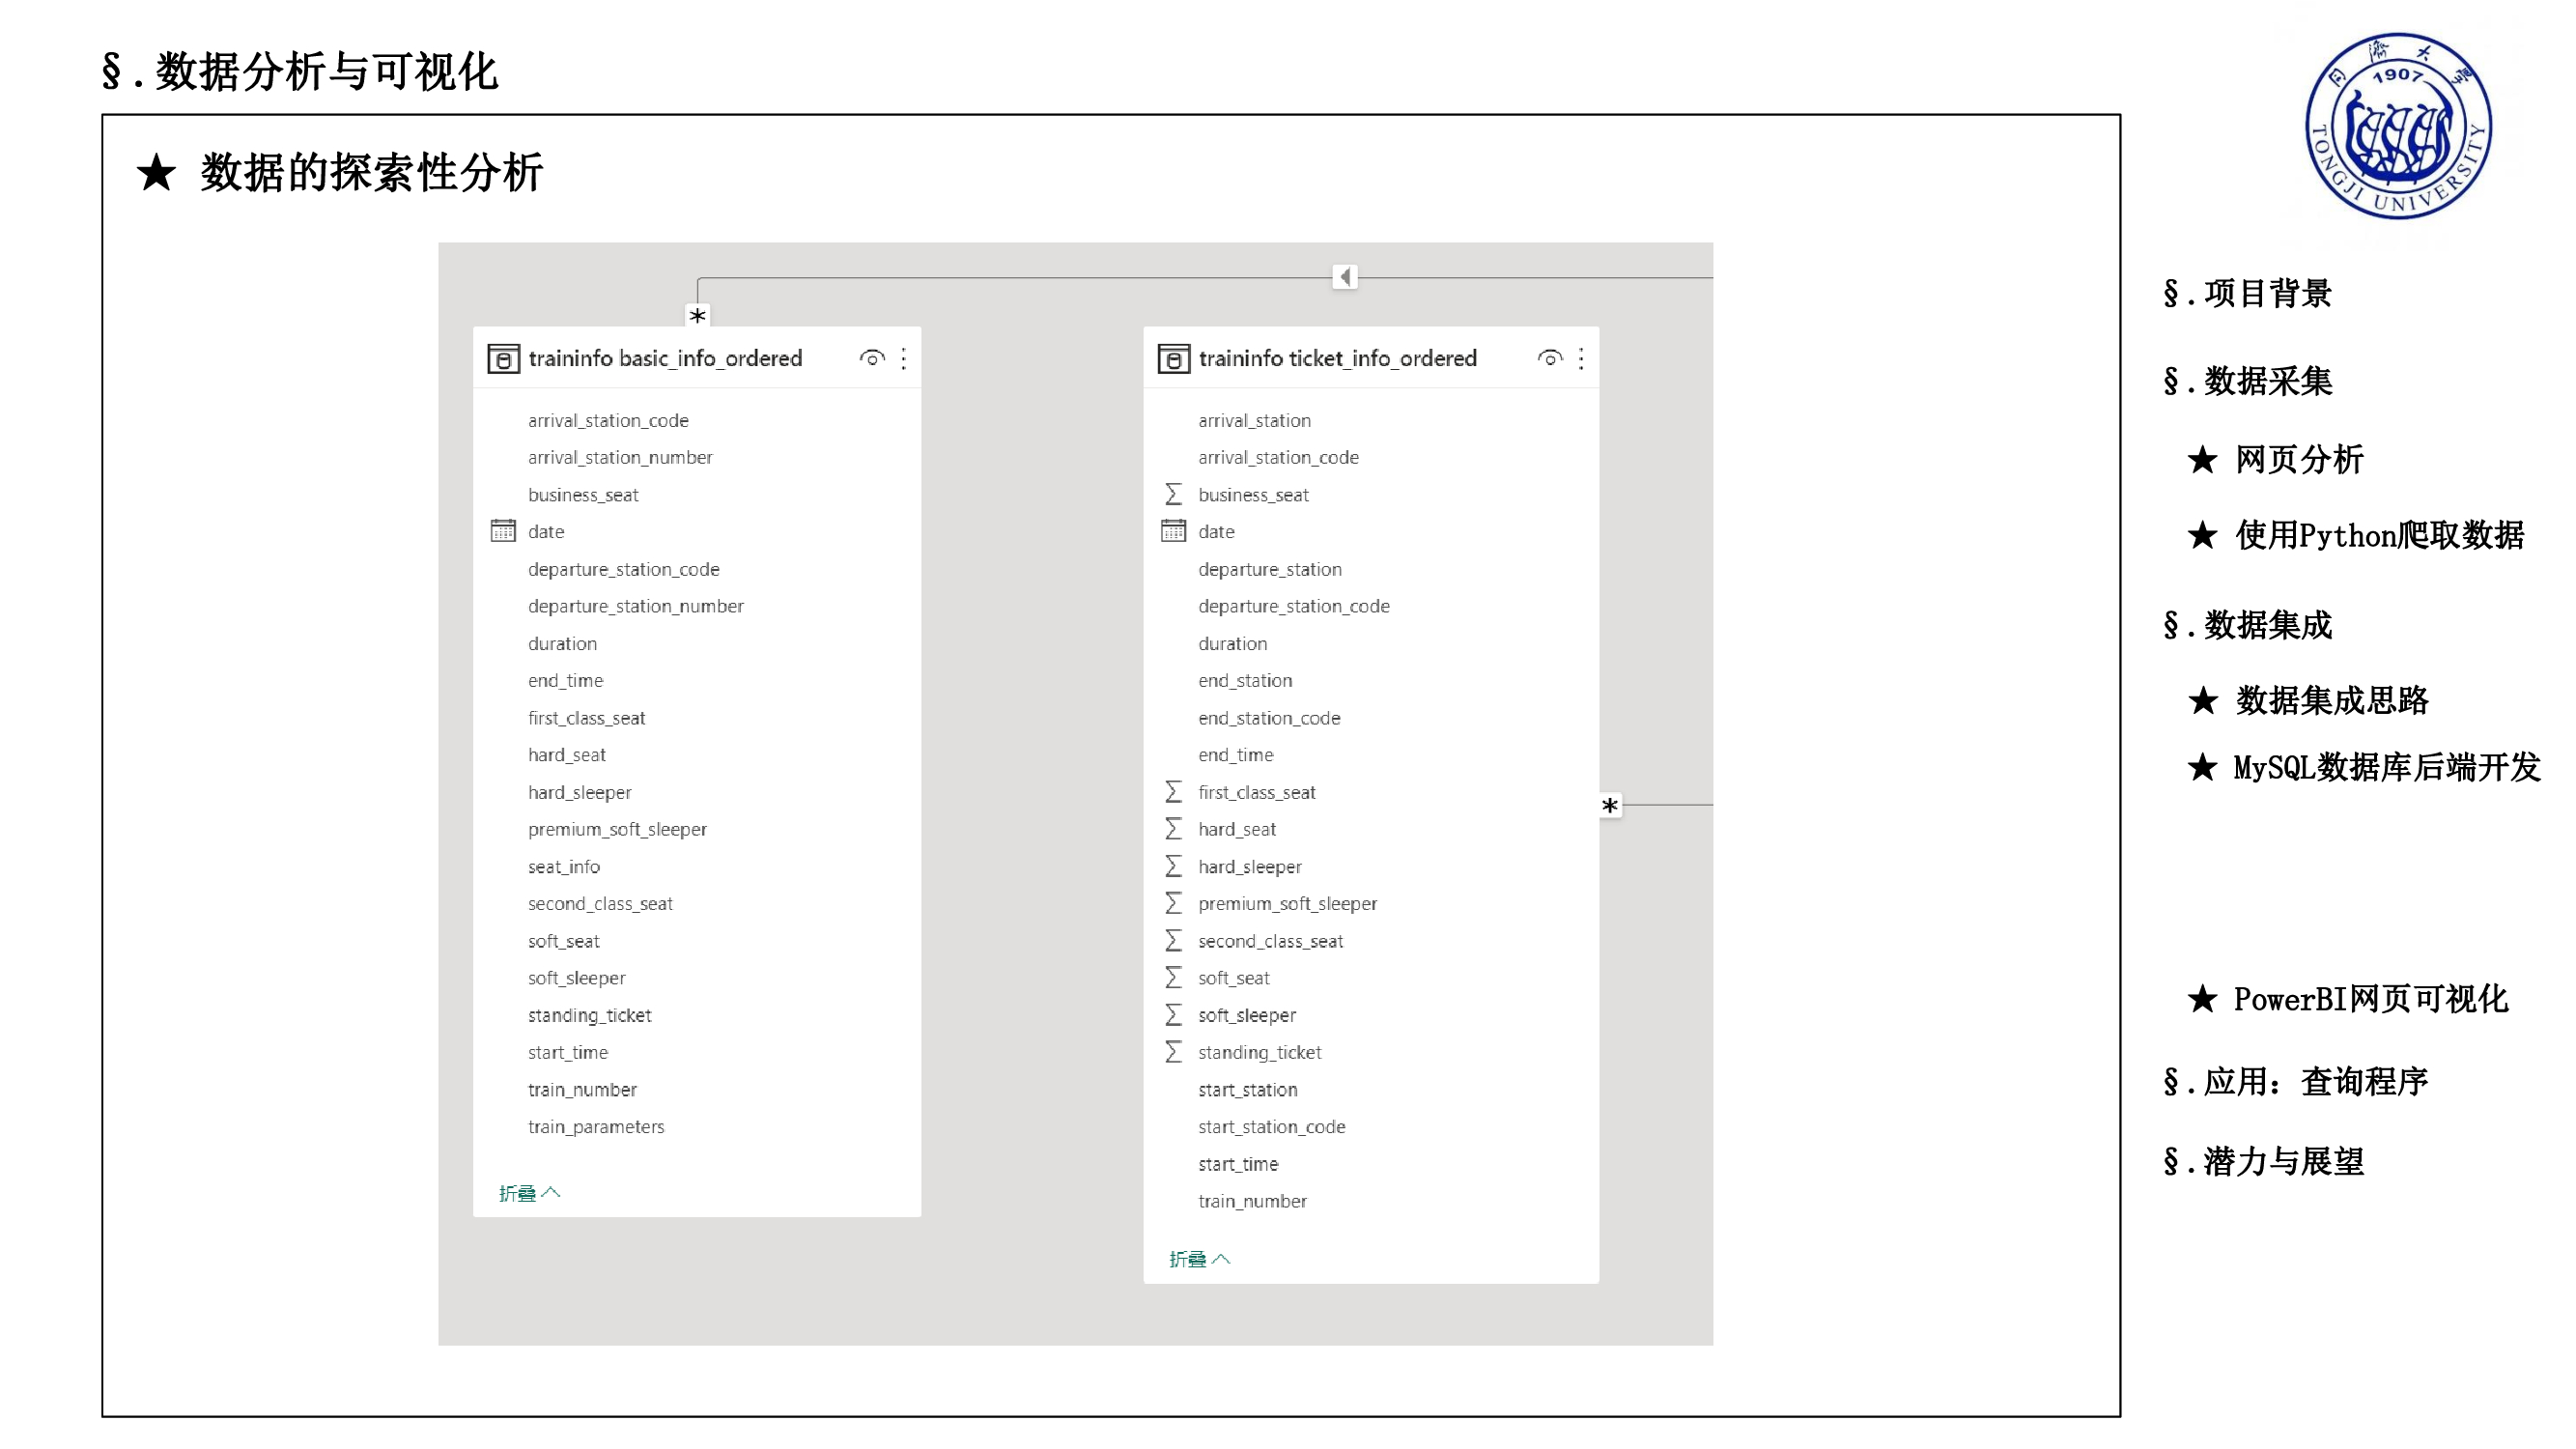 §.数据分析与可视化
★ 数据的探索性分析
traininfo basic_info_ordered
arrival_station_code
arrival_station_number
business_seat
date
departure_station_code
departure_station_number
duration
end_time
first_class_seat
hard_seat
hard_sleeper
premium_soft_sleeper
seat_info
second_class_seat
soft_seat
soft_sleeper
standing_ticket
start_time
train_number
train_parameters
折叠
traininfo ticket_info_ordered
arrival_station
arrival_station_code
∑ business_seat
date
departure_station
departure_station_code
duration
end_station
end_station_code
end_time
∑ first_class_seat
∑ hard_seat
∑ hard_sleeper
∑ premium_soft_sleeper
∑ second_class_seat
∑ soft_seat
∑ soft_sleeper
∑ standing_ticket
start_station
start_station_code
start_time
train_number
折叠
同濟大學
1907
TONGJI UNIVERSITY
§.项目背景
§.数据采集
★ 网页分析
★ 使用Python爬取数据
§.数据集成
★ 数据集成思路
★ MySQL数据库后端开发
★ PowerBI网页可视化
§.应用：查询程序
§.潜力与展望